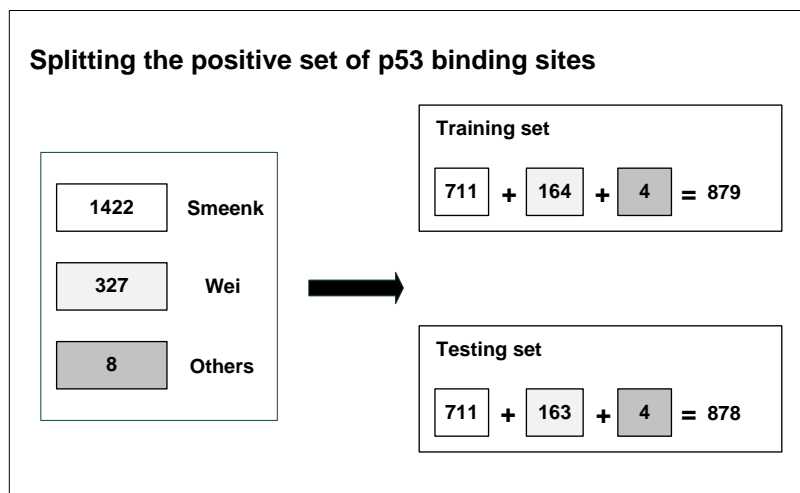 Splitting the positive set of p53 binding sites
1422 Smeenk
327 Wei
8 Others
Training set
711 + 164 + 4 = 879
Testing set
711 + 163 + 4 = 878